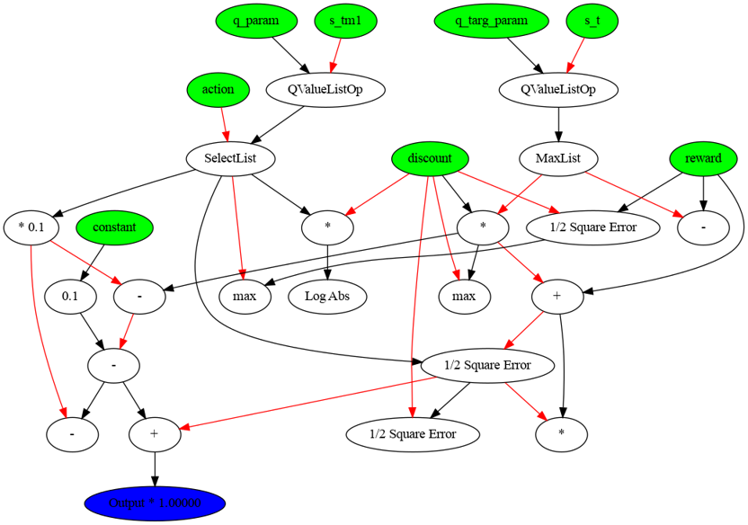 q_param
s_tm1
q_targ_param
s_t
action
QValueListOp
QValueListOp
SelectList
discount
MaxList
reward
* 0.1
constant
*
*
1/2 Square Error
-
0.1
-
max
Log Abs
max
+
-
1/2 Square Error
-
+
1/2 Square Error
*
Output * 1.00000